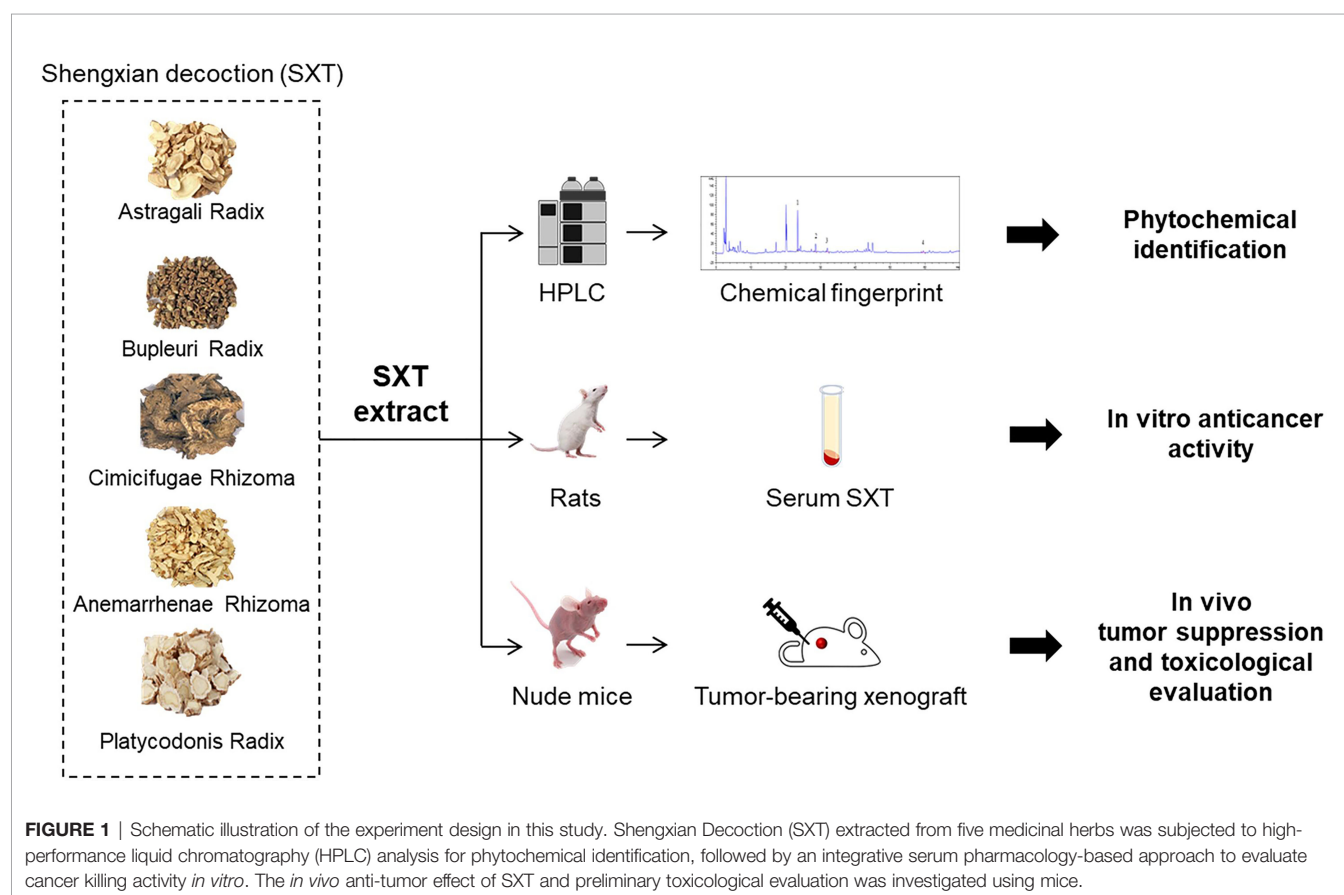 Shengxian decoction (SXT)
Astragali Radix
Bupleuri Radix
Cimicifugae Rhizoma
Anemarrhenae Rhizoma
Platycodonis Radix
SXT
extract
HPLC
Chemical fingerprint
Phytochemical
identification
Rats
Serum SXT
In vitro anticancer
activity
Nude mice
Tumor-bearing xenograft
In vivo
tumor suppression
and toxicological
evaluation
FIGURE 1 | Schematic illustration of the experiment design in this study. Shengxian Decoction (SXT) extracted from five medicinal herbs was subjected to high-
performance liquid chromatography (HPLC) analysis for phytochemical identification, followed by an integrative serum pharmacology-based approach to evaluate
cancer killing activity in vitro. The in vivo anti-tumor effect of SXT and preliminary toxicological evaluation was investigated using mice.